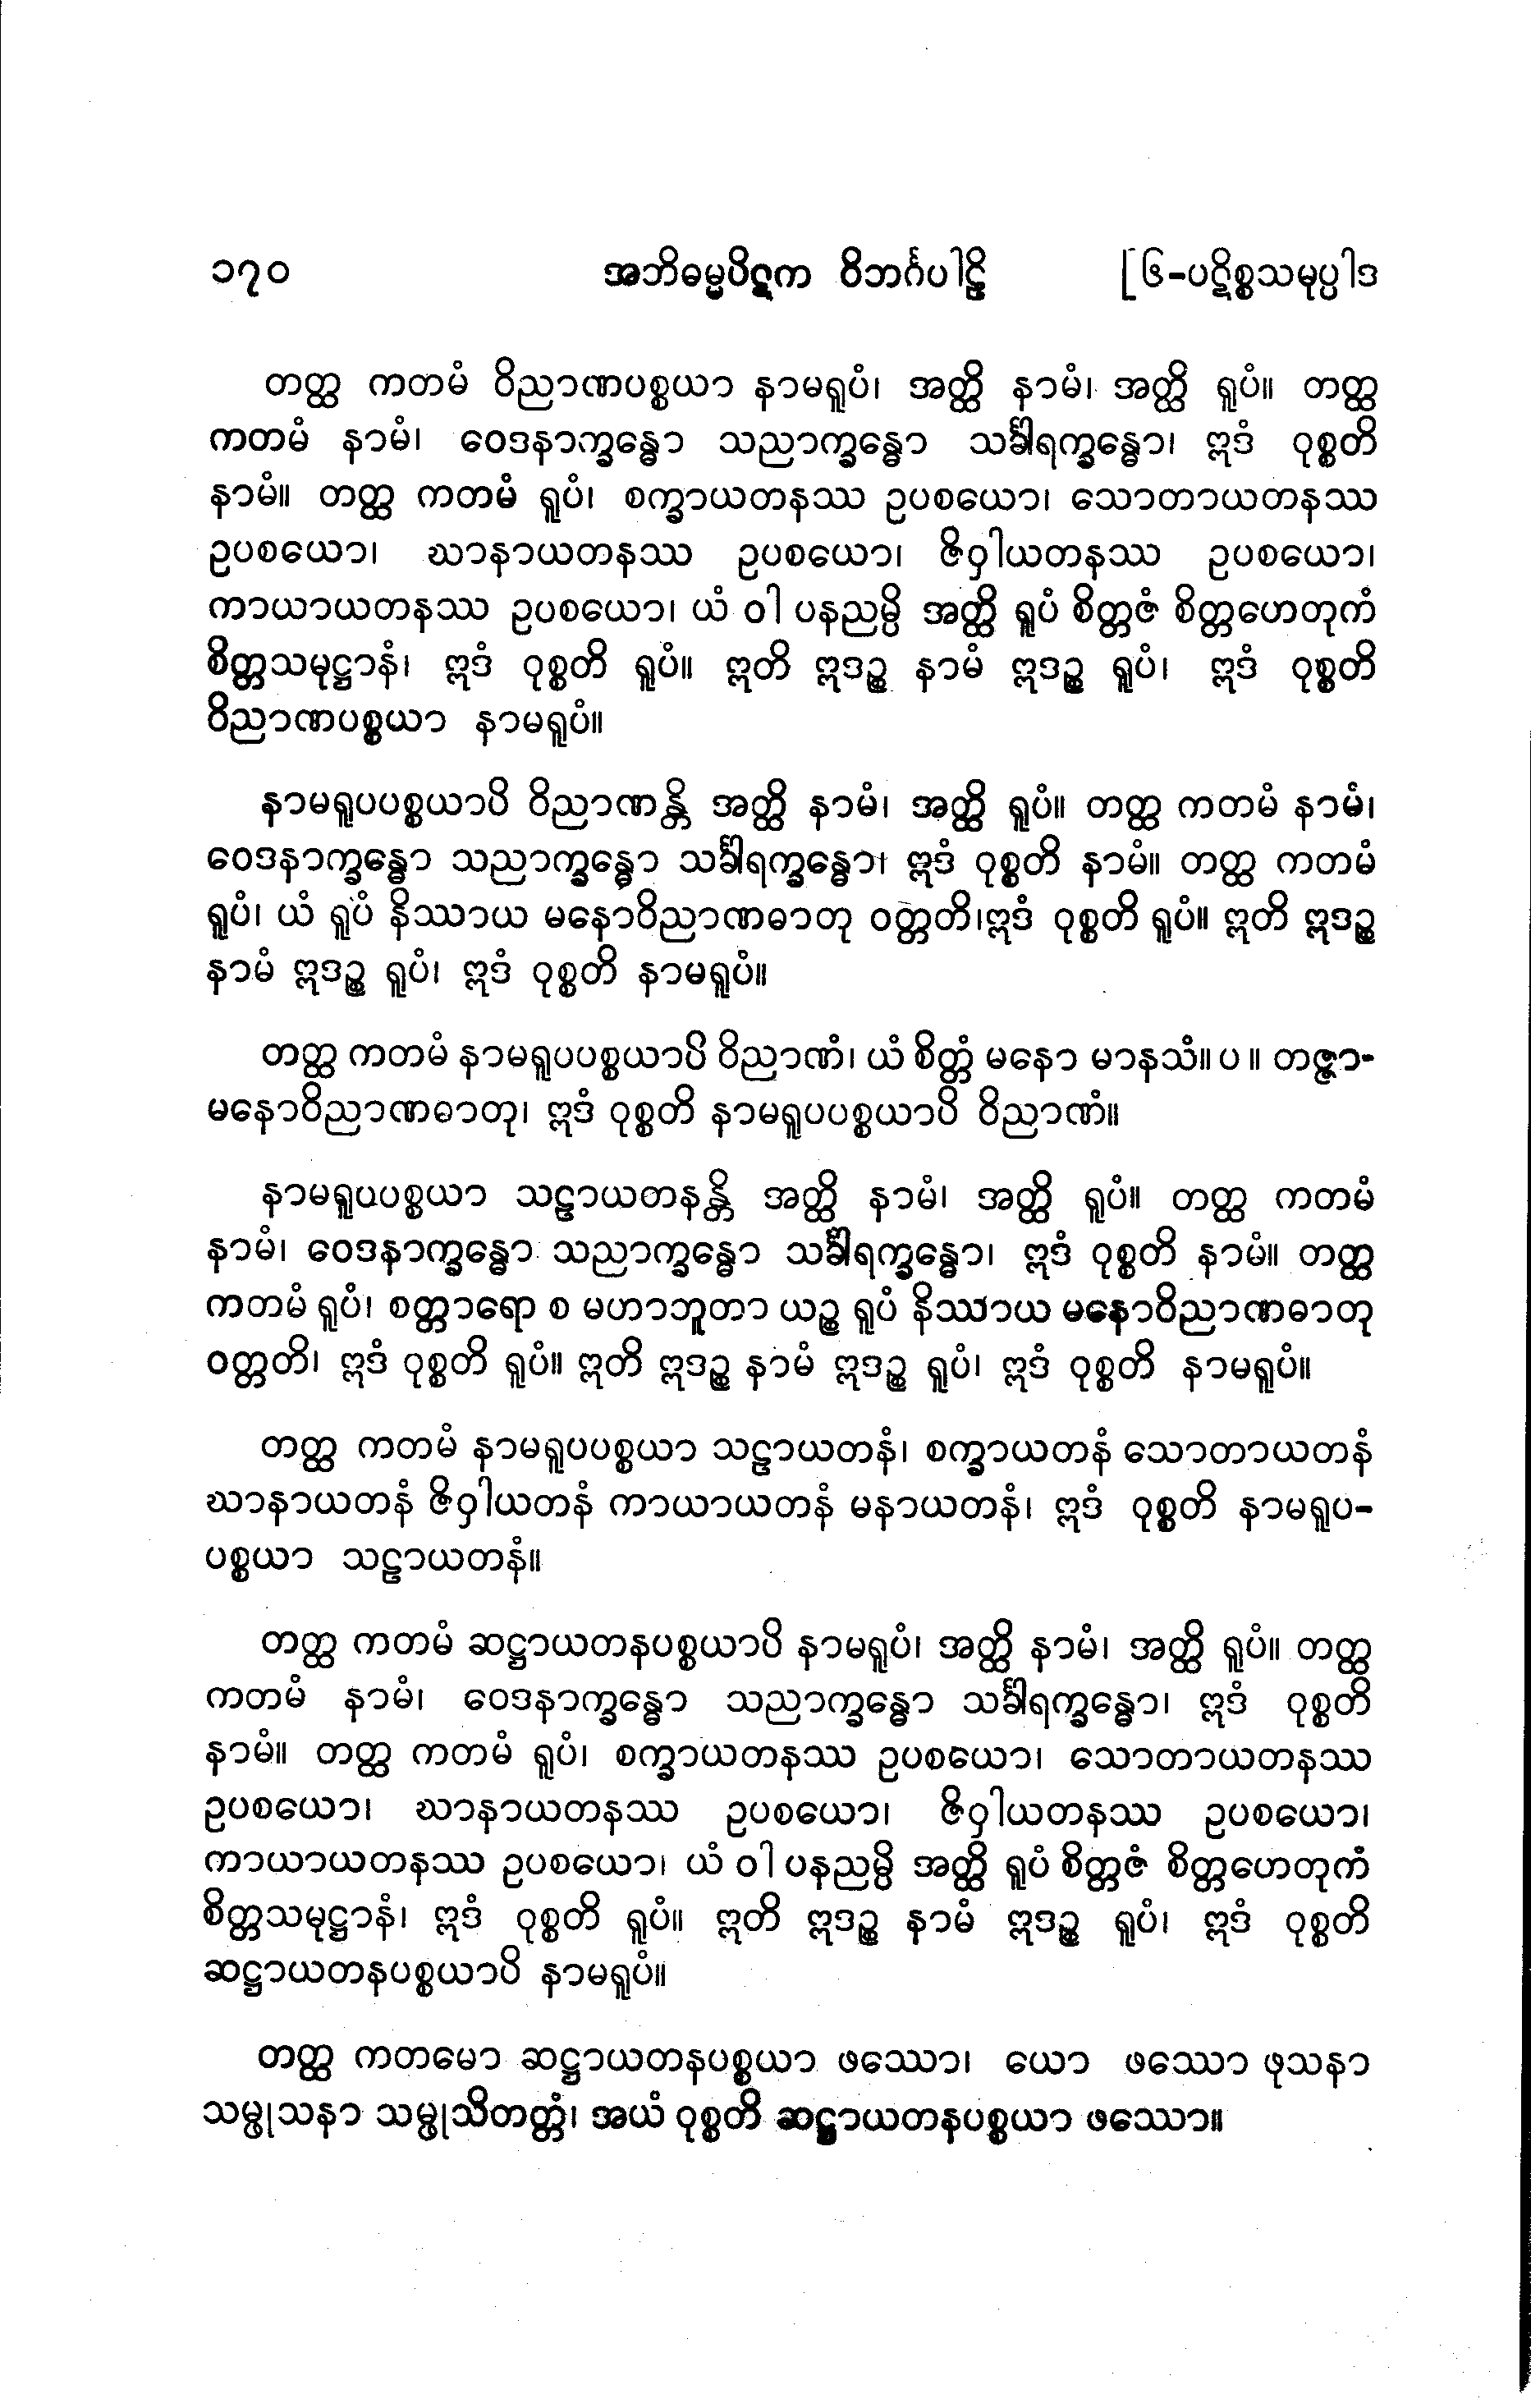 ၁၇၀ အဘိဓမ္မပိဋက ဝိဘင်္ဂပါဠိ [၆-ပဋိစ္စသမုပ္ပါဒ
တတ္ထ ကတမံ ဝိညာဏပစ္စယာ နာမရူပံ၊ အတ္ထိ နာမံ၊ အတ္ထိ ရူပံ။ တတ္ထ
ကတမံ နာမံ၊ ဝေဒနာက္ခန္ဓော သညာက္ခန္ဓော သင်္ခါရက္ခန္ဓော၊ ဣဒံ ဝုစ္စတိ
နာမံ။ တတ္ထ ကတမံ ရူပံ၊ စက္ခာယတနဿ ဥပစယော၊ သောတာယတနဿ
ဥပစယော၊ ဃာနာယတနဿ ဥပစယော၊ ဇိဝှါယတနဿ ဥပစယော၊
ကာယာယတနဿ ဥပစယော၊ ယံ ဝါ ပနညမ္ပိ အတ္ထိ ရူပံ စိတ္တဇံ စိတ္တဟေတုကံ
စိတ္တသမုဋ္ဌာနံ၊ ဣဒံ ဝုစ္စတိ ရူပံ။ ဣတိ ဣဒဉ္စ နာမံ ဣဒဉ္စ ရူပံ၊ ဣဒံ ဝုစ္စတိ
ဝိညာဏပစ္စယာ နာမရူပံ။
နာမရူပပစ္စယာပိ ဝိညာဏန္တိ အတ္ထိ နာမံ၊ အတ္ထိ ရူပံ။ တတ္ထ ကတမံ နာမံ၊
ဝေဒနာက္ခန္ဓော သညာက္ခန္ဓော သင်္ခါရက္ခန္ဓော၊ ဣဒံ ဝုစ္စတိ နာမံ။ တတ္ထ ကတမံ
ရူပံ၊ ယံ ရူပံ နိဿာယ မနောဝိညာဏဓာတု ဝတ္တတိ၊ဣဒံ ဝုစ္စတိ ရူပံ။ ဣတိ ဣဒဉ္စ
နာမံ ဣဒဉ္စ ရူပံ၊ ဣဒံ ဝုစ္စတိ နာမရူပံ။
တတ္ထ ကတမံ နာမရူပပစ္စယာပိ ဝိညာဏံ၊ ယံ စိတ္တံ မနော မာနသံ။ ပ ။ တဇ္ဇာ-
မနောဝိညာဏဓာတု၊ ဣဒံ ဝုစ္စတိ နာမရူပပစ္စယာပိ ဝိညာဏံ။
နာမရူပပစ္စယာ သဠာယတနန္တိ အတ္ထိ နာမံ၊ အတ္ထိ ရူပံ။ တတ္ထ ကတမံ
နာမံ၊ ဝေဒနာက္ခန္ဓော သညာက္ခန္ဓော သင်္ခါရက္ခန္ဓော၊ ဣဒံ ဝုစ္စတိ နာမံ။ တတ္ထ
ကတမံ ရူပံ၊ စတ္တာရော စ မဟာဘူတာ ယဉ္စ ရူပံ နိဿာယ မနောဝိညာဏဓာတု
ဝတ္တတိ၊ ဣဒံ ဝုစ္စတိ ရူပံ။ ဣတိ ဣဒဉ္စ နာမံ ဣဒဉ္စ ရူပံ၊ ဣဒံ ဝုစ္စတိ နာမရူပံ။
တတ္ထ ကတမံ နာမရူပပစ္စယာ သဠာယတနံ၊ စက္ခာယတနံ သောတာယတနံ
ဃာနာယတနံ ဇိဝှါယတနံ ကာယာယတနံ မနာယတနံ၊ ဣဒံ ဝုစ္စတိ နာမရူပ-
ပစ္စယာ သဠာယတနံ။
တတ္ထ ကတမံ ဆဋ္ဌာယတနပစ္စယာပိ နာမရူပံ၊ အတ္ထိ နာမံ၊ အတ္ထိ ရူပံ။ တတ္ထ
ကတမံ နာမံ၊ ဝေဒနာက္ခန္ဓော သညာက္ခန္ဓော သင်္ခါရက္ခန္ဓော၊ ဣဒံ ဝုစ္စတိ
နာမံ။ တတ္ထ ကတမံ ရူပံ၊ စက္ခာယတနဿ ဥပစယော၊ သောတာယတနဿ
ဥပစယော၊ ဃာနာယတနဿ ဥပစယော၊ ဇိဝှါယတနဿ ဥပစယော၊
ကာယာယတနဿ ဥပစယော၊ ယံ ဝါ ပနညမ္ပိ အတ္ထိ ရူပံ စိတ္တဇံ စိတ္တဟေတုကံ
စိတ္တသမုဋ္ဌာနံ၊ ဣဒံ ဝုစ္စတိ ရူပံ။ ဣတိ ဣဒဉ္စ နာမံ ဣဒဉ္စ ရူပံ၊ ဣဒံ ဝုစ္စတိ
ဆဋ္ဌာယတနပစ္စယာပိ နာမရူပံ။
တတ္ထ ကတမော ဆဋ္ဌာယတနပစ္စယာ ဖဿော၊ ယော ဖဿော ဖုသနာ
သမ္ဖုသနာ သမ္ဖုသိတတ္တံ၊ အယံ ဝုစ္စတိ ဆဋ္ဌာယတနပစ္စယာ ဖဿော။